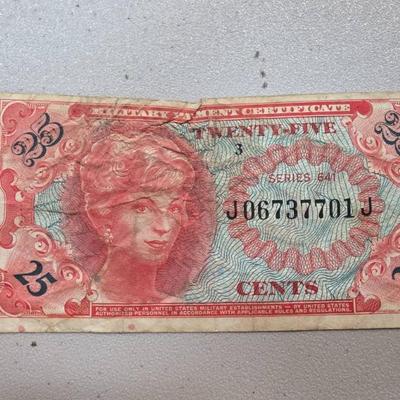 MILITARY PAYMENT CERTIFICATE
25
TWENTY-FIVE
3
SERIES 641
J06737701J
25
CENTS
FOR USE ONLY IN UNITED STATES MILITARY ESTABLISHMENTS — BY UNITED STATES
AUTHORIZED PERSONNEL IN ACCORDANCE WITH APPLICABLE RULES AND REGULATIONS.